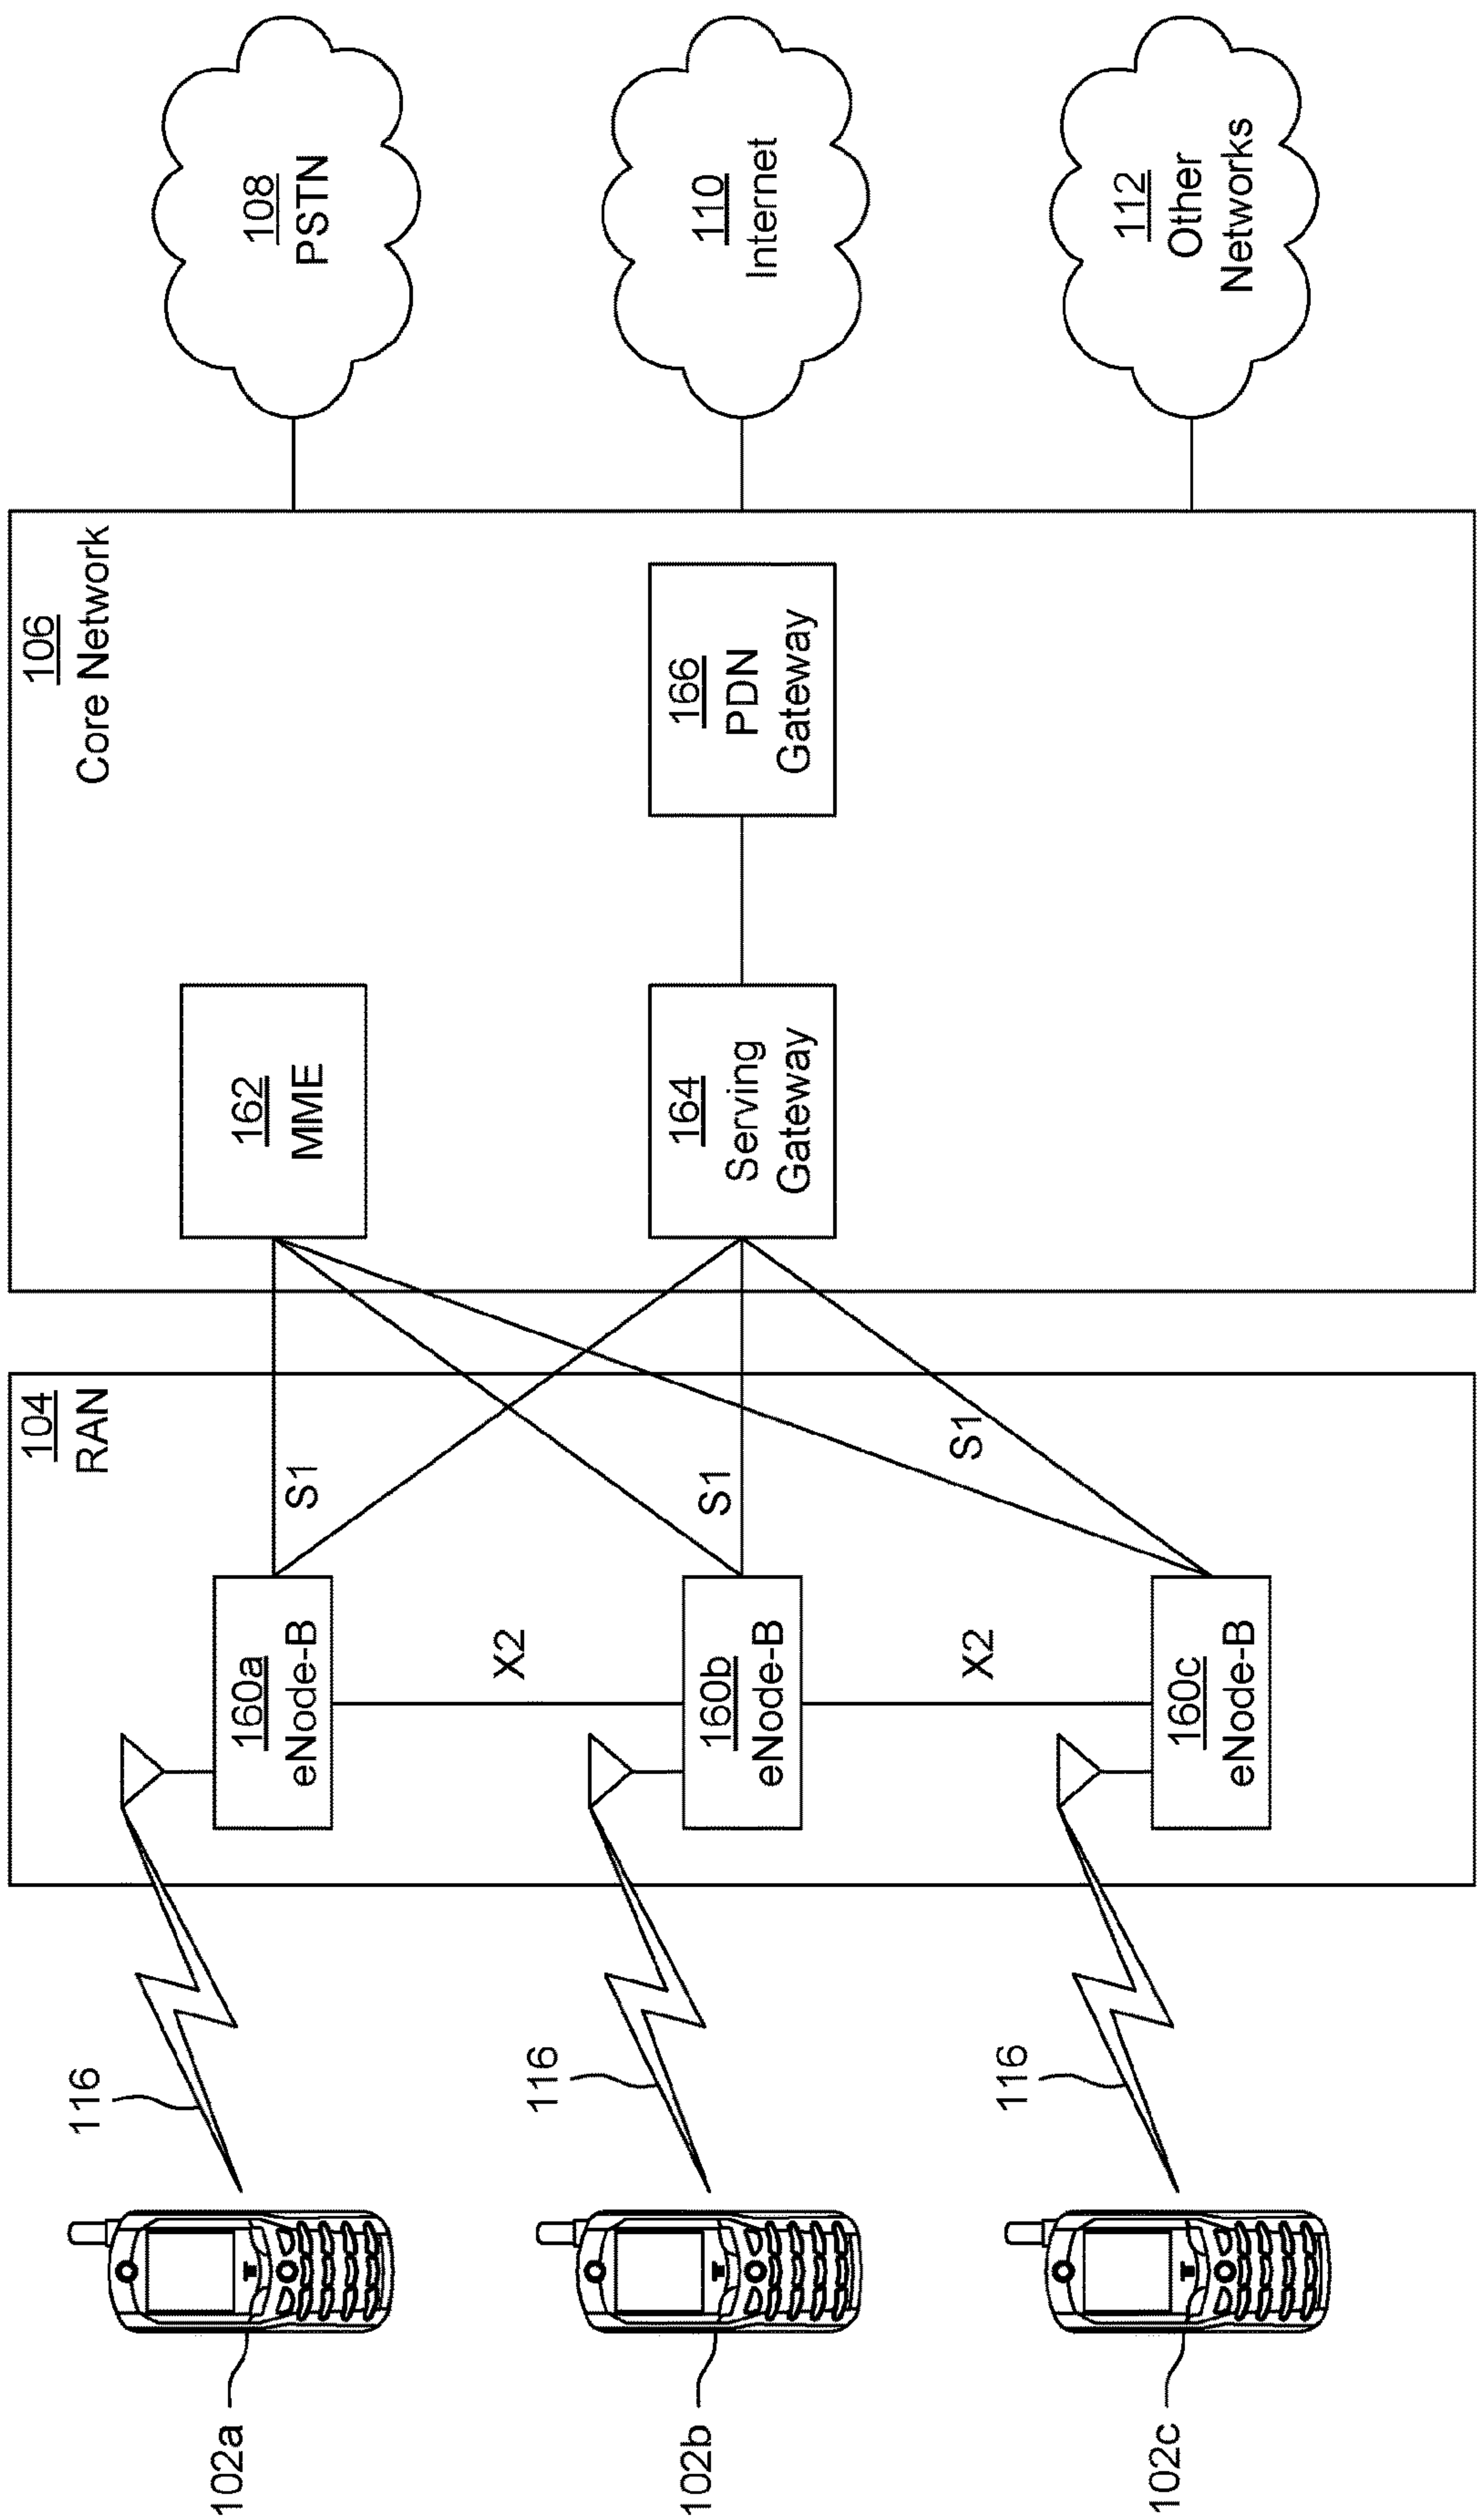 102a
116
102b
116
102c
116
104
RAN
160a
eNode-B
X2
160b
eNode-B
X2
160c
eNode-B
S1
S1
S1
106
Core Network
162
MME
164
Serving
Gateway
166
PDN
Gateway
108
PSTN
110
Internet
112
Other
Networks